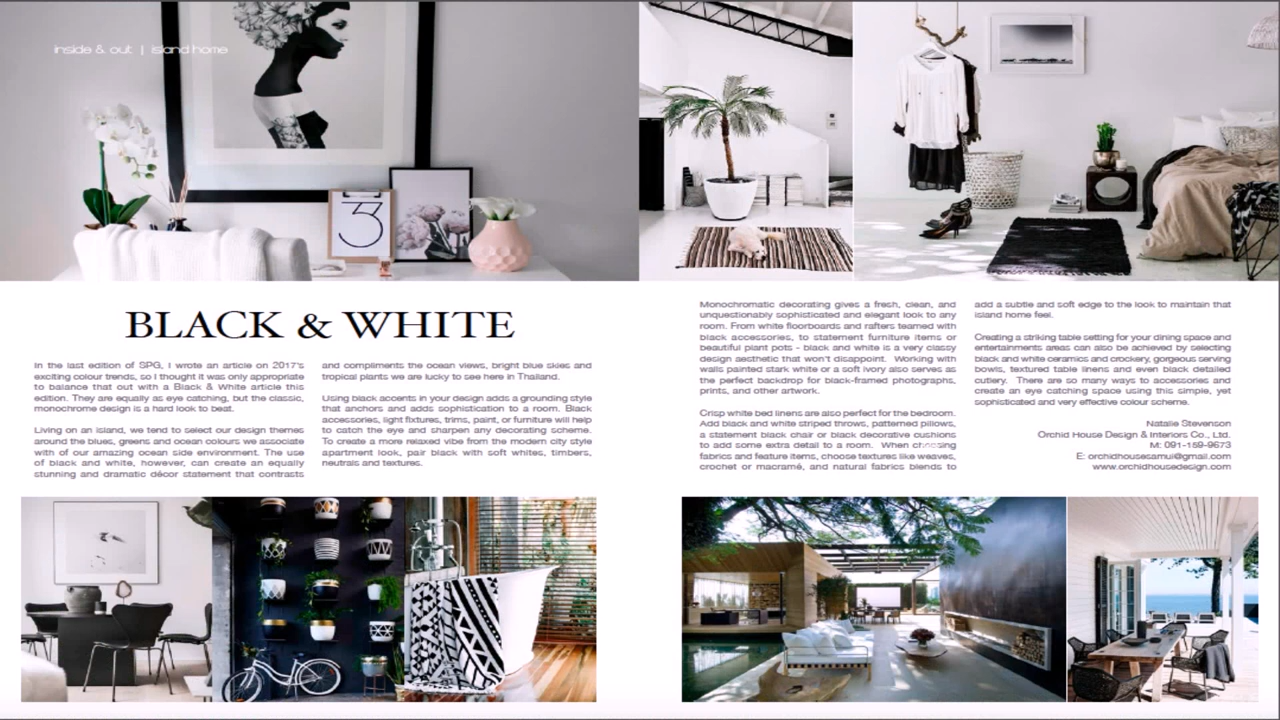 inside & out | island home
3
BLACK & WHITE
In the last edition of SPG, I wrote an article on 2017's
exciting colour trends, so I thought it was only appropriate
to balance that out with a Black & White article this
edition. They are equally as eye catching, but the classic,
monochrome design is a hard look to beat.
Living on an island, we tend to select our design themes
around the blues, greens and ocean colours we associate
with of our amazing ocean side environment. The use
of black and white, however, can create an equally
stunning and dramatic décor statement that contrasts
and compliments the ocean views, bright blue skies and
tropical plants we are lucky to see here in Thailand.
Using black accents in your design adds a grounding style
that anchors and adds sophistication to a room. Black
accessories, light fixtures, trims, paint, or furniture will help
to catch the eye and sharpen any decorating scheme.
To create a more relaxed vibe from the modern city style
apartment look, pair black with soft whites, timbers,
neutrals and textures.
Monochromatic decorating gives a fresh, clean, and
unquestionably sophisticated and elegant look to any
room. From white floorboards and rafters teamed with
black accessories, to statement furniture items or
beautiful plant pots - black and white is a very classy
design aesthetic that won't disappoint. Working with
walls painted stark white or a soft ivory also serves as
the perfect backdrop for black-framed photographs,
prints, and other artwork.
Crisp white bed linens are also perfect for the bedroom.
Add black and white striped throws, patterned pillows,
a statement black chair or black decorative cushions
to add some extra detail to a room. When choosing
fabrics and feature items, choose textures like weaves,
crochet or macramé, and natural fabrics blends to
add a subtle and soft edge to the look to maintain that
island home feel.
Creating a striking table setting for your dining space and
entertainments areas can also be achieved by selecting
black and white ceramics and crockery, gorgeous serving
bowls, textured table linens and even black detailed
cutlery. There are so many ways to accessories and
create an eye catching space using this simple, yet
sophisticated and very effective colour scheme.
Natalie Stevenson
Orchid House Design & Interiors Co., Ltd.
M: 091-159-9673
E: orchidhousesamui@gmail.com
www.orchidhousedesign.com